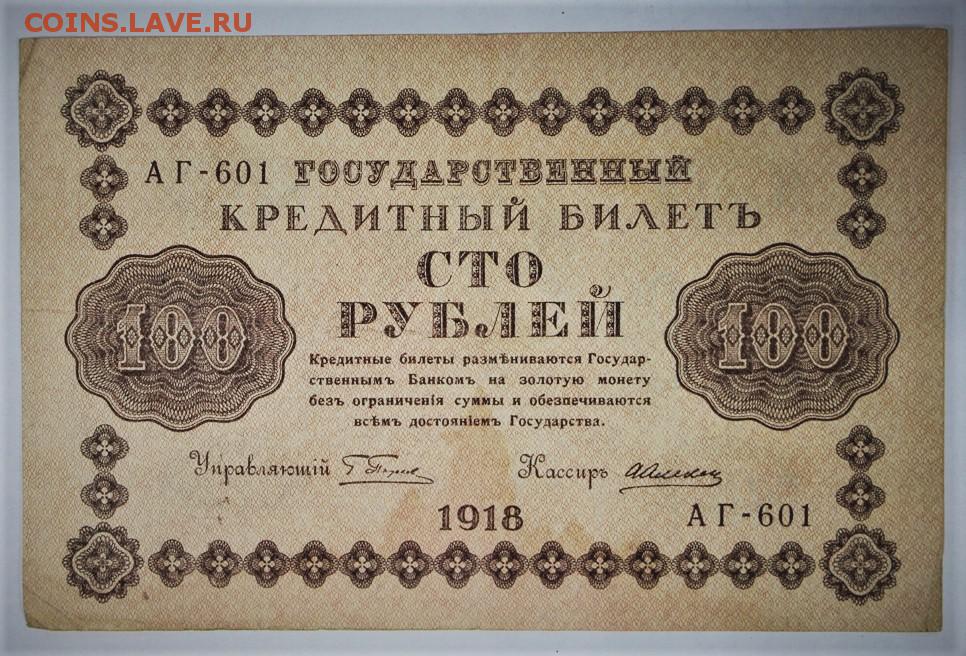 COINS.LAVE.RU
АГ-601 ГОСУДАРСТВЕННЫЙ
КРЕДИТНЫЙ БИЛЕТЪ
СТО
РУБЛЕЙ
100 100
Кредитные билеты размѣниваются Государ-
ственнымъ Банкомъ на золотую монету
безъ ограниченія суммы и обезпечиваются
всѣмъ достояніемъ Государства.
Управляющій Кассиръ
1918 АГ-601